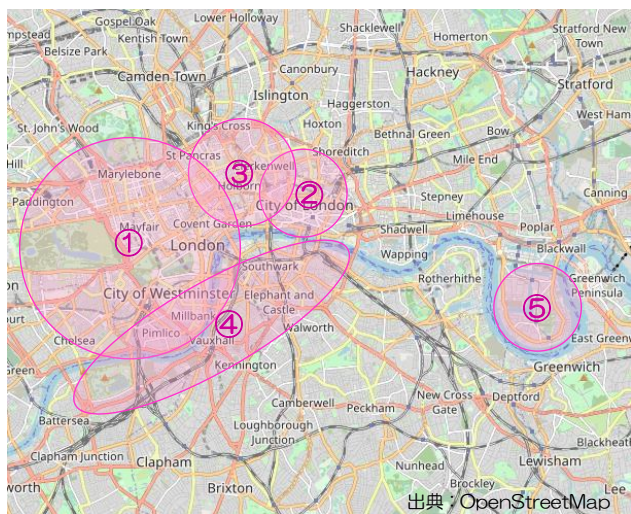 Gospel Oak
Lower Holloway
Shacklewell
Homerton
Stratford New
Town
mpstead
Kentish Town
Belsize Park
Canonbury
Hackney
Stratford
Camden Town
Islington
Haggerston
West Ham
St. John's Wood
King's Cross
Hoxton
Bethnal Green
Bow
Hill
St Pancras
Shoreditch
Mile End
Marylebone
③
erkenwell
Canning
Paddington
Holborn
②
City of London
Stepney
Limehouse
Poplar
Mayfair
Covent Garden
Shadwell
Blackwall
①
London
Wapping
Southwark
Rotherhithe
Greenwich
Peninsula
City of Westminster
Elephant and
Castle
⑤
ourt
Millbank
④
Pimlico
Walworth
East Greenw
Chelsea
Vauxhall
Kennington
Greenwich
Green
New Cross
Gate
Deptford
Battersea
Camberwell
Peckham
Loughborough
Junction
Blackheath
Clapham Junction
Clapham
Nunhead
Lewisham
worth
Brixton
Brockley
Lee
出典：OpenStreetMap